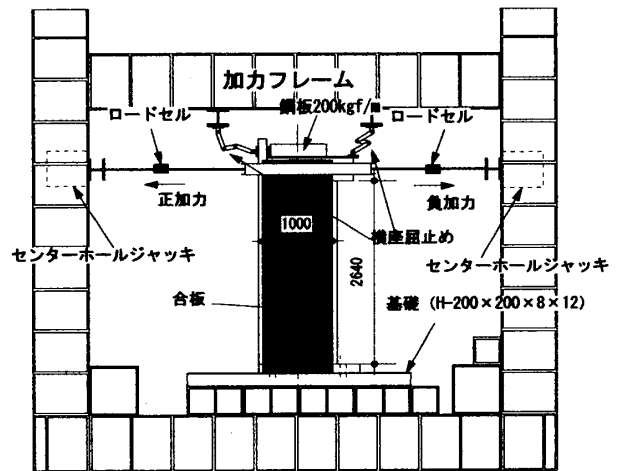 加力フレーム
鋼板200kgf/m
ロードセル
ロードセル
正加力
負加力
1000
センターホールジャッキ
横座屈止め
センターホールジャッキ
2640
合板
基礎 (H-200×200×8×12)